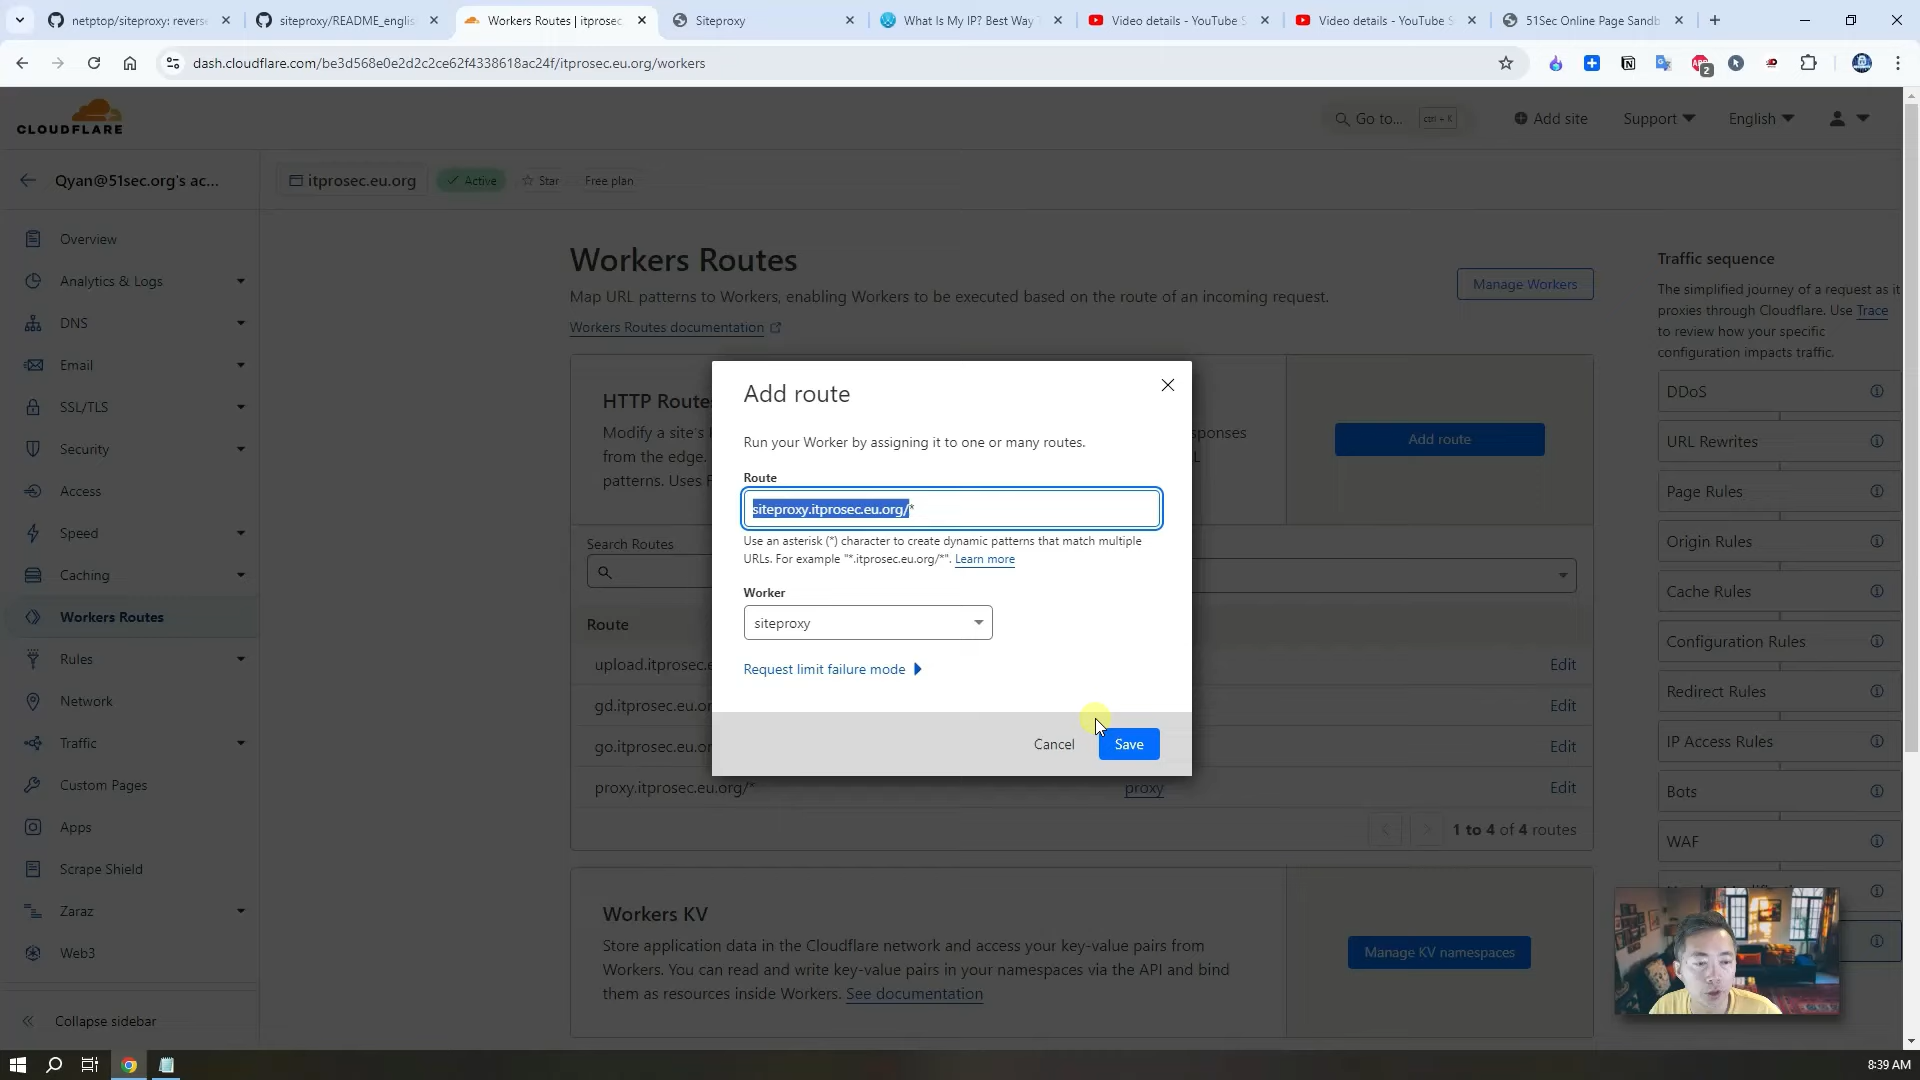 netptop/siteproxy: revers
siteproxy/README_englis
Workers Routes | itprosec
Siteproxy
What Is My IP? Best Way
Video details - YouTube S
Video details - YouTube S
51Sec Online Page Sandb
dash.cloudflare.com/be3d568e0e2d2c2ce62f4338618ac24f/itprosec.eu.org/workers
2
CLOUDFLARE
Go to...
ctrl + K
Add site
Support
English
Qyan@51sec.org's ac...
itprosec.eu.org
Active
Star
Free plan
Overview
Analytics & Logs
DNS
Email
SSL/TLS
Security
Access
Speed
Caching
Workers Routes
Rules
Network
Traffic
Custom Pages
Apps
Scrape Shield
Zaraz
Web3
Collapse sidebar
Workers Routes
Map URL patterns to Workers, enabling Workers to be executed based on the route of an incoming request.
Workers Routes documentation
Manage Workers
HTTP Route
Modify a site's
from the edge.
patterns. Uses
sponses
L
Add route
Search Routes
Route
upload.itprosec.e
Edit
gd.itprosec.eu.or
Edit
go.itprosec.eu.or
Edit
proxy.itprosec.eu.org/*
proxy
Edit
1 to 4 of 4 routes
Add route
Run your Worker by assigning it to one or many routes.
Route
siteproxy.itprosec.eu.org/*
Use an asterisk (*) character to create dynamic patterns that match multiple
URLs. For example "*.itprosec.eu.org/*". Learn more
Worker
siteproxy
Request limit failure mode
Cancel
Save
Workers KV
Store application data in the Cloudflare network and access your key-value pairs from
Workers. You can read and write key-value pairs in your namespaces via the API and bind
them as resources inside Workers. See documentation
Manage KV namespaces
Traffic sequence
The simplified journey of a request as it
proxies through Cloudflare. Use Trace
to review how your specific
configuration impacts traffic.
DDoS
URL Rewrites
Page Rules
Origin Rules
Cache Rules
Configuration Rules
Redirect Rules
IP Access Rules
Bots
WAF
8:39 AM